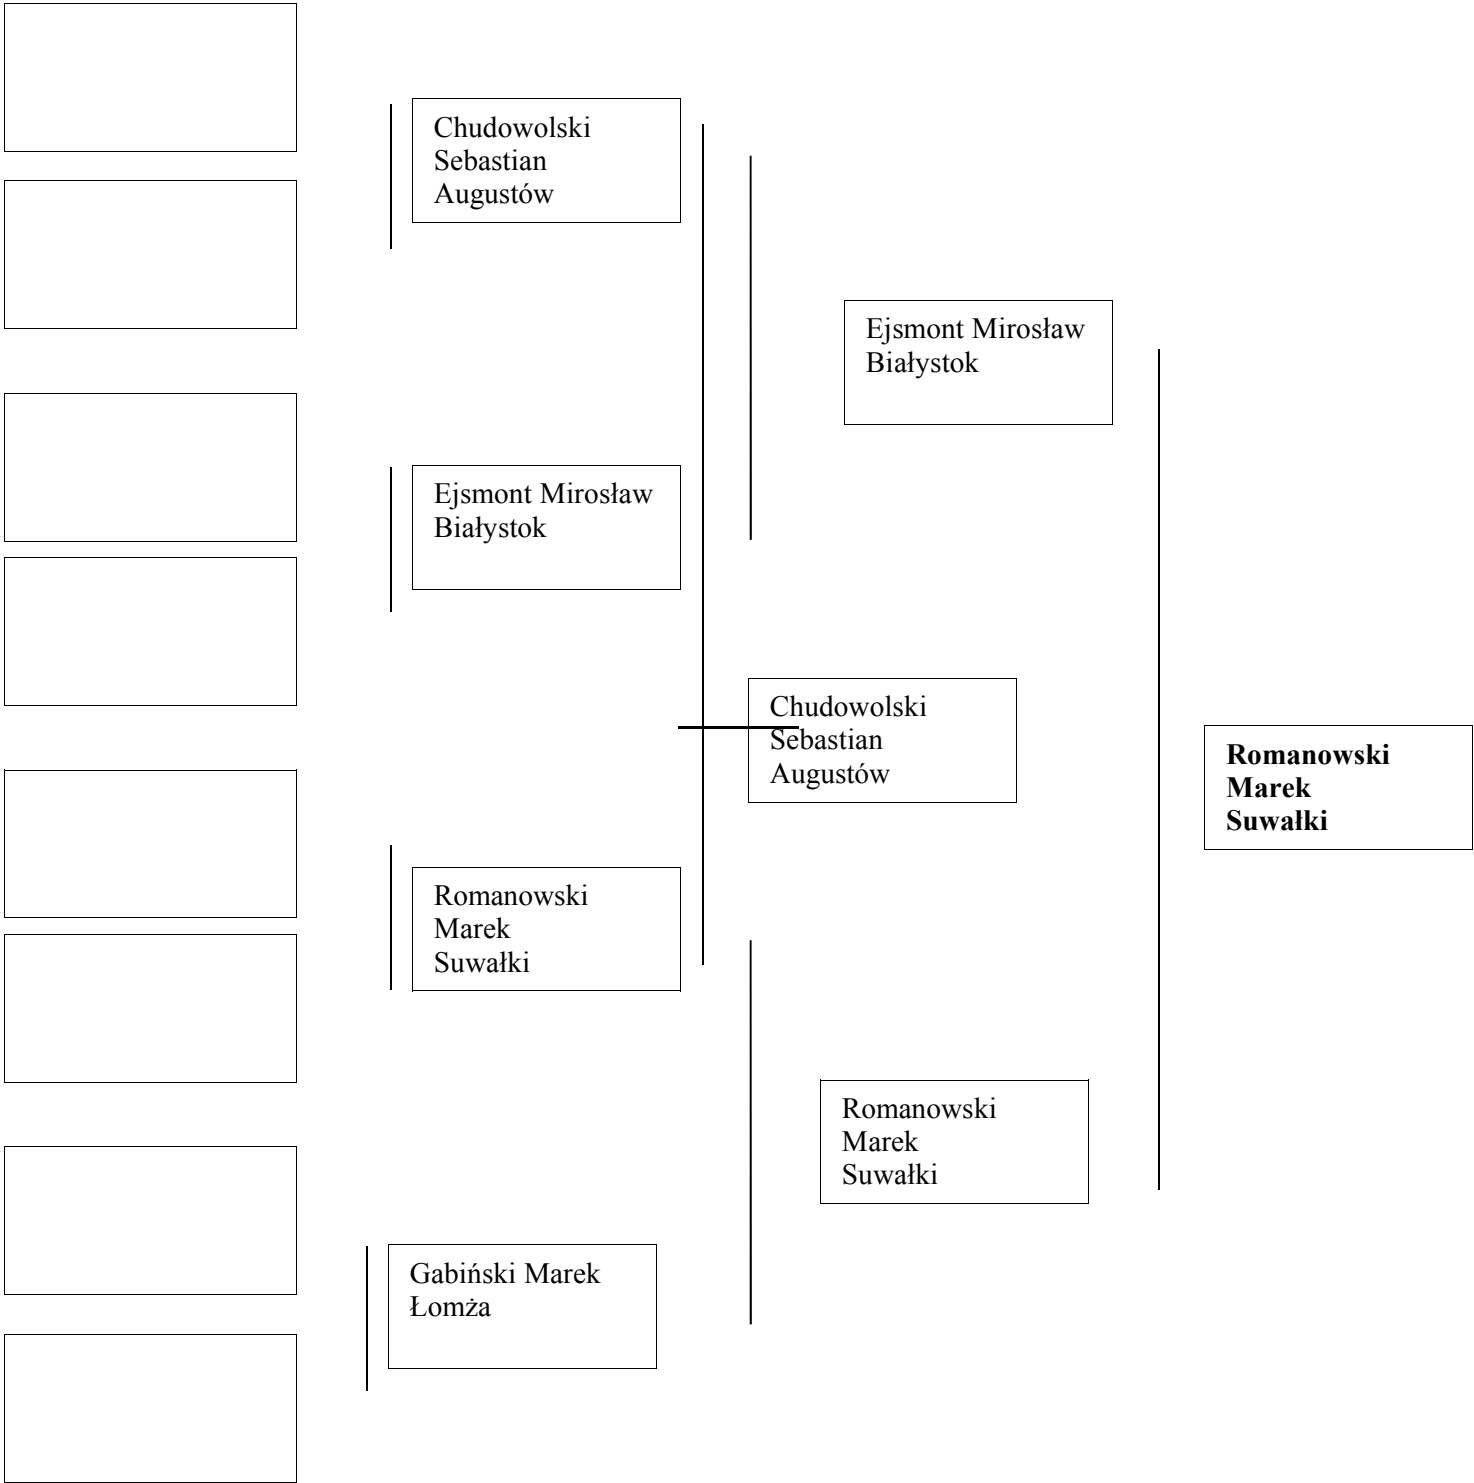 Chudowolski
Sebastian
Augustów
Ejsmont Mirosław
Białystok
Ejsmont Mirosław
Białystok
Chudowolski
Sebastian
Augustów
Romanowski
Marek
Suwałki
Romanowski
Marek
Suwałki
Romanowski
Marek
Suwałki
Gabiński Marek
Łomża